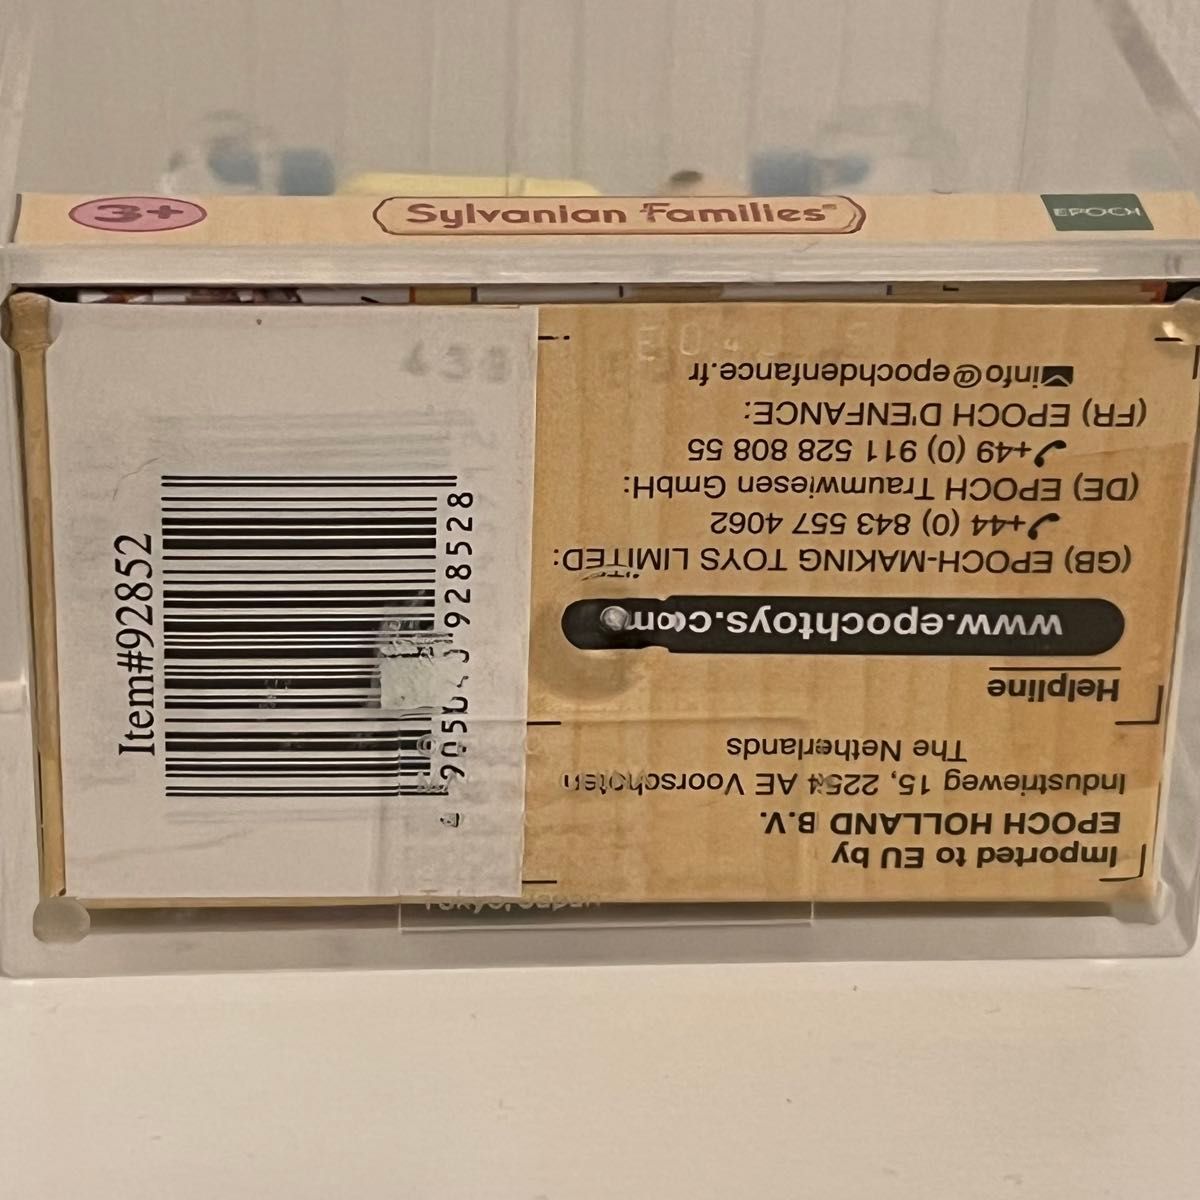 3+
Sylvanian Families®
EPOCH
Imported to EU by
EPOCH HOLLAND B.V.
Industrieweg 15, 2254 AE Voorschoten
The Netherlands
Helpline
www.epochtoys.com
(GB) EPOCH-MAKING TOYS LIMITED:
+44 (0) 843 557 4062
(DE) EPOCH Traumwiesen GmbH:
+49 (0) 911 528 808 55
(FR) EPOCH D'ENFANCE:
info@epochdenfance.fr
Item#92852
928528
Tokyo, Japan